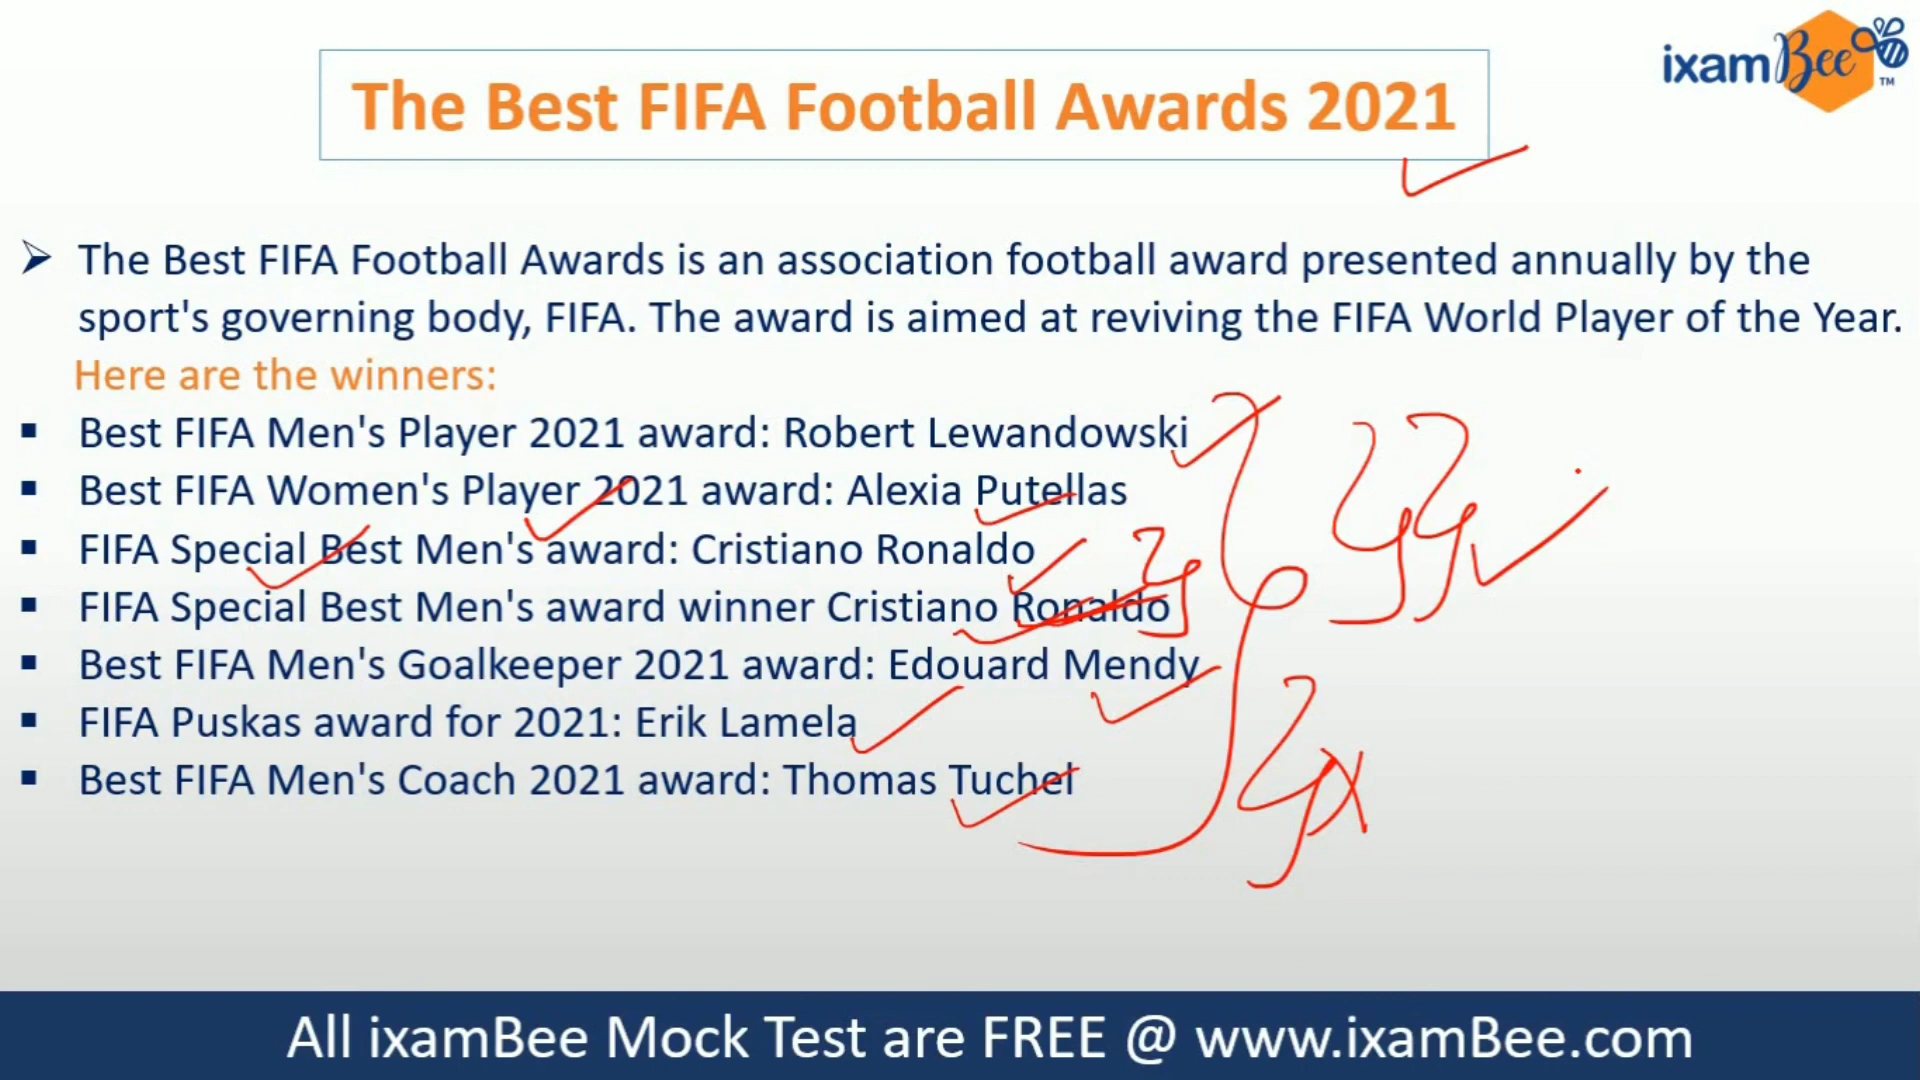 ixamBee™
The Best FIFA Football Awards 2021
➢ The Best FIFA Football Awards is an association football award presented annually by the
sport's governing body, FIFA. The award is aimed at reviving the FIFA World Player of the Year.
Here are the winners:
▪ Best FIFA Men's Player 2021 award: Robert Lewandowski
▪ Best FIFA Women's Player 2021 award: Alexia Putellas
▪ FIFA Special Best Men's award: Cristiano Ronaldo
▪ FIFA Special Best Men's award winner Cristiano Ronaldo
▪ Best FIFA Men's Goalkeeper 2021 award: Edouard Mendy
▪ FIFA Puskas award for 2021: Erik Lamela
▪ Best FIFA Men's Coach 2021 award: Thomas Tuchel
All ixamBee Mock Test are FREE @ www.ixamBee.com